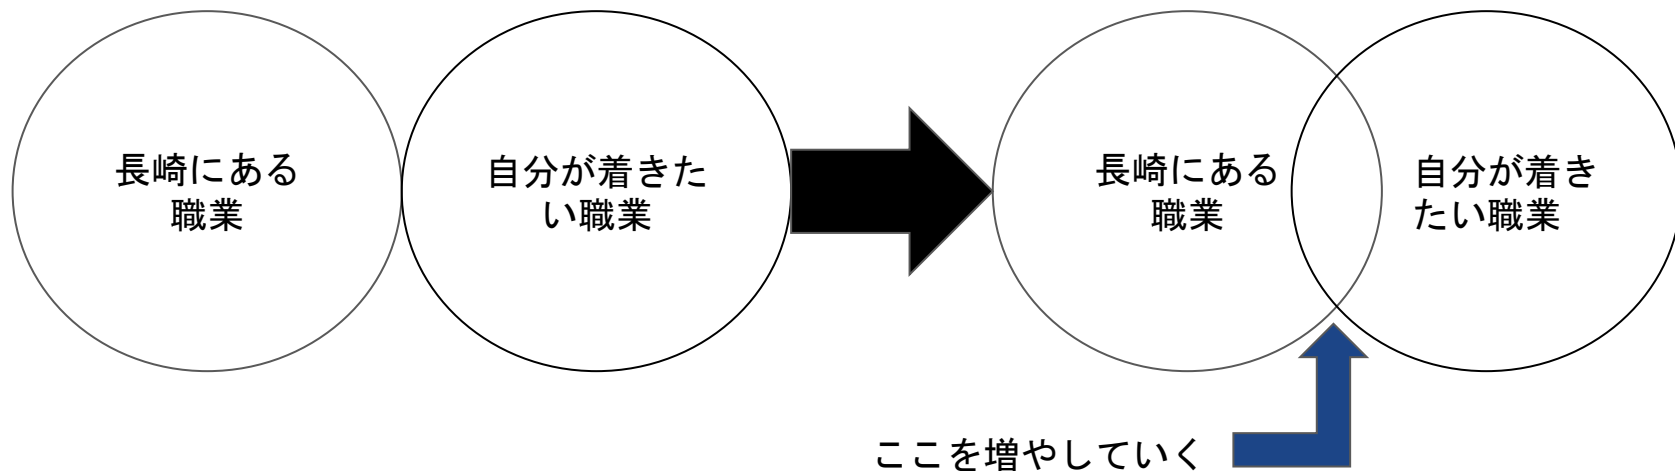 長崎にある
職業
自分が着きた
い職業
長崎にある
職業
自分が着き
たい職業
ここを増やしていく